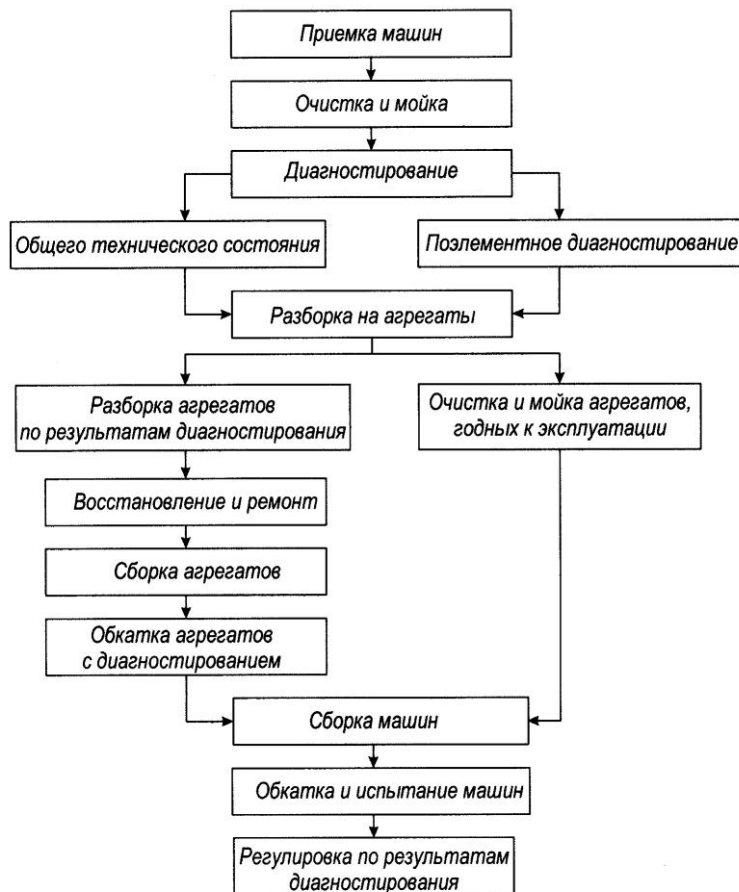 Приемка машин
Очистка и мойка
Диагностирование
Общего технического состояния
Поэлементное диагностирование
Разборка на агрегаты
Разборка агрегатов
по результатам диагностирования
Очистка и мойка агрегатов,
годных к эксплуатации
Восстановление и ремонт
Сборка агрегатов
Обкатка агрегатов
с диагностированием
Сборка машин
Обкатка и испытание машин
Регулировка по результатам
диагностирования